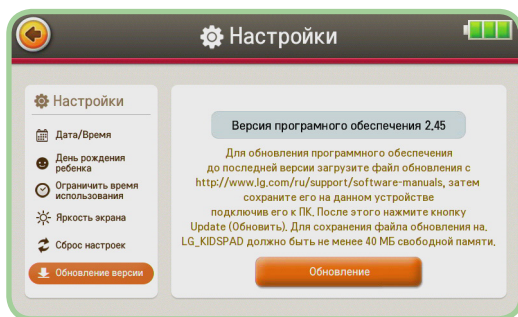 Настройки
Настройки
Дата/Время
День рождения
ребенка
Ограничить время
использования
Яркость экрана
Сброс настроек
Обновление версии
Версия програмного обеспечения 2.45
Для обновления программного обеспечения
до последней версии загрузите файл обновления с
http://www.lg.com/ru/support/software-manuals, затем
сохраните его на данном устройстве
подключив его к ПК. После этого нажмите кнопку
Update (Обновить). Для сохранения файла обновления на.
LG_KIDSPAD должно быть не менее 40 МБ свободной памяти.
Обновление